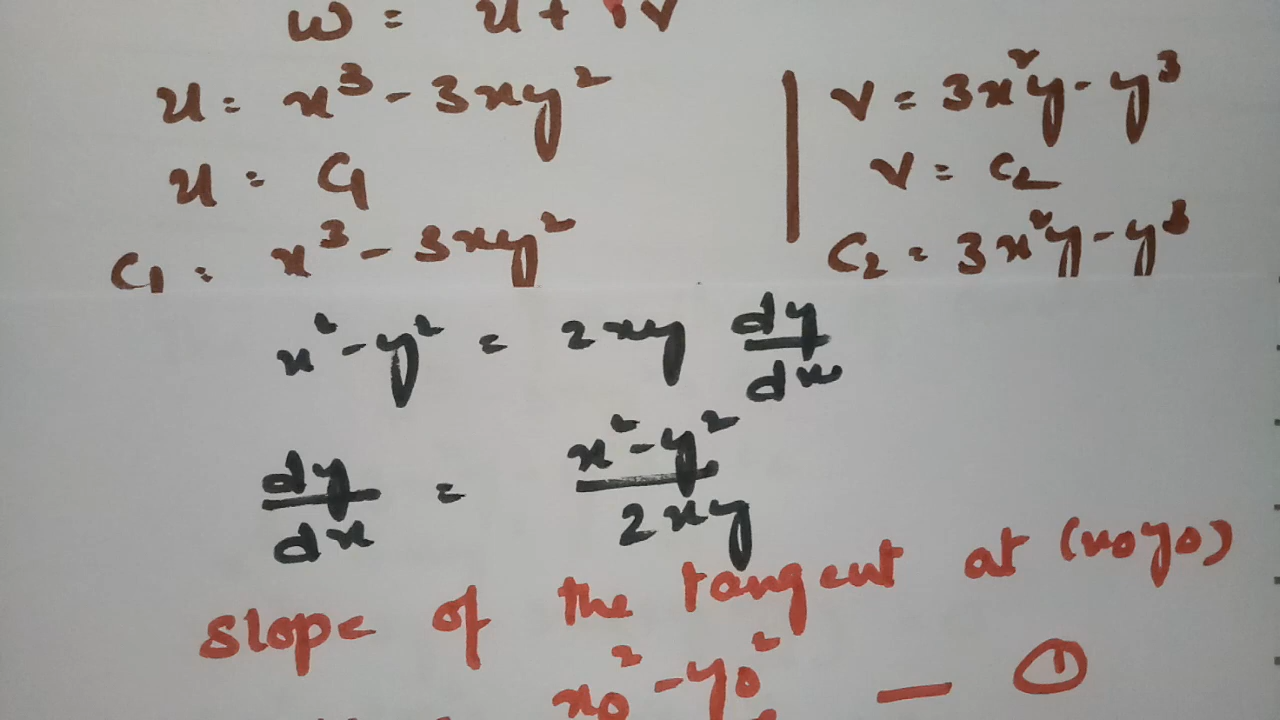 w = u + iv
u = x³ - 3xy²
u = C₁
C₁ = x³ - 3xy²
v = 3x²y - y³
v = C₂
C₂ = 3x²y - y³
x² - y² = 2xy dy/dx
dy/dx = x² - y² / 2xy
slope of the tangent at (x₀y₀)
x₀² - y₀² — ①